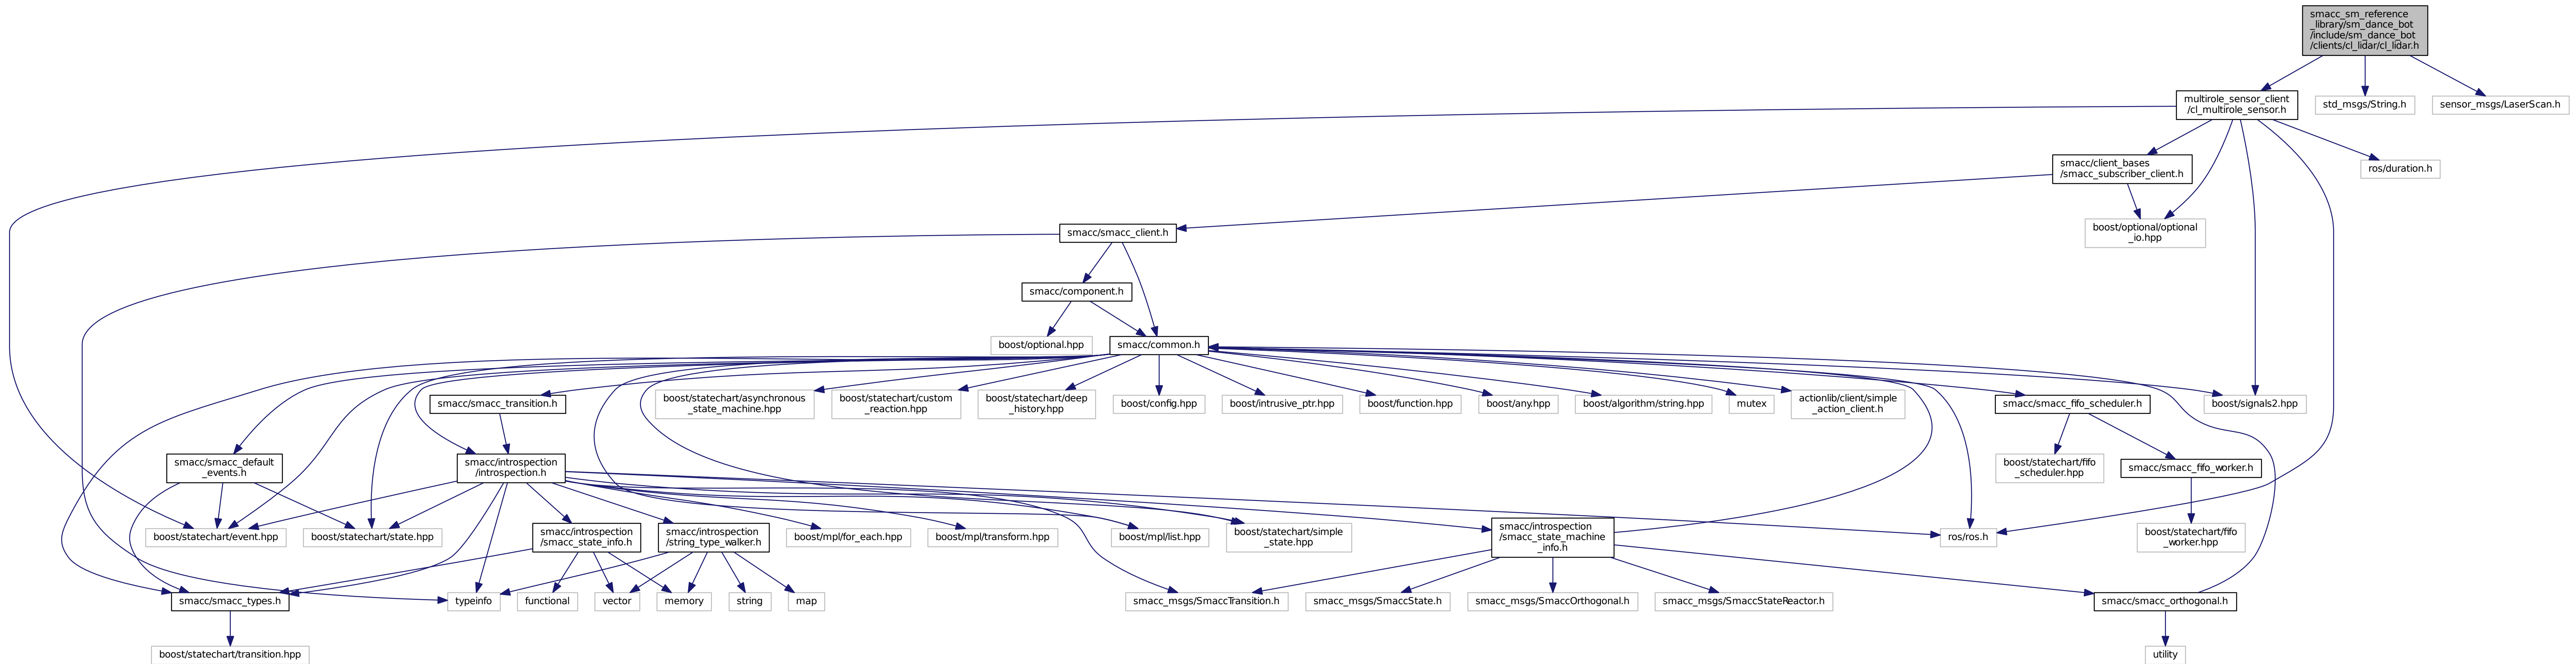 smacc_sm_reference
_library/sm_dance_bot
/include/sm_dance_bot
/clients/cl_lidar/cl_lidar.h
multirole_sensor_client
/cl_multirole_sensor.h
std_msgs/String.h
sensor_msgs/LaserScan.h
smacc/client_bases
/smacc_subscriber_client.h
ros/duration.h
smacc/smacc_client.h
boost/optional/optional
_io.hpp
smacc/component.h
boost/optional.hpp
smacc/common.h
smacc/smacc_transition.h
boost/statechart/asynchronous
_state_machine.hpp
boost/statechart/custom
_reaction.hpp
boost/statechart/deep
_history.hpp
boost/config.hpp
boost/intrusive_ptr.hpp
boost/function.hpp
boost/any.hpp
boost/algorithm/string.hpp
mutex
actionlib/client/simple
_action_client.h
smacc/smacc_fifo_scheduler.h
boost/signals2.hpp
smacc/smacc_default
_events.h
smacc/introspection
/introspection.h
boost/statechart/fifo
_scheduler.hpp
smacc/smacc_fifo_worker.h
boost/statechart/event.hpp
boost/statechart/state.hpp
smacc/introspection
/smacc_state_info.h
smacc/introspection
/string_type_walker.h
boost/mpl/for_each.hpp
boost/mpl/transform.hpp
boost/mpl/list.hpp
boost/statechart/simple
_state.hpp
smacc/introspection
/smacc_state_machine
_info.h
ros/ros.h
boost/statechart/fifo
_worker.hpp
smacc/smacc_types.h
typeinfo
functional
vector
memory
string
map
smacc_msgs/SmaccTransition.h
smacc_msgs/SmaccState.h
smacc_msgs/SmaccOrthogonal.h
smacc_msgs/SmaccStateReactor.h
smacc/smacc_orthogonal.h
boost/statechart/transition.hpp
utility